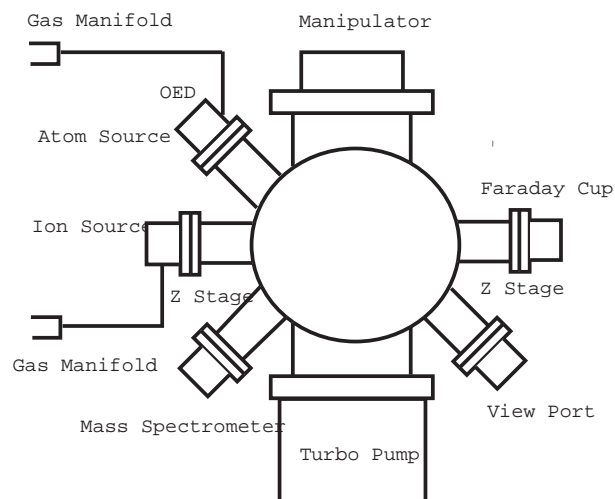 Gas Manifold
Manipulator
OED
Atom Source
Faraday Cup
Ion Source
Z Stage
Z Stage
Gas Manifold
View Port
Mass Spectrometer
Turbo Pump